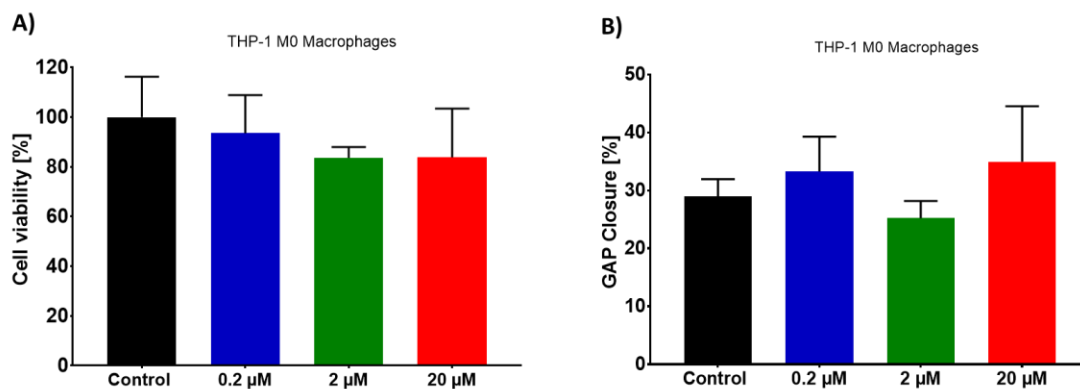 A)
THP-1 M0 Macrophages
Cell viability [%]
120
100
80
60
40
20
0
Control 0.2 µM 2 µM 20 µM
B)
THP-1 M0 Macrophages
GAP Closure [%]
50
40
30
20
10
0
Control 0.2 µM 2 µM 20 µM